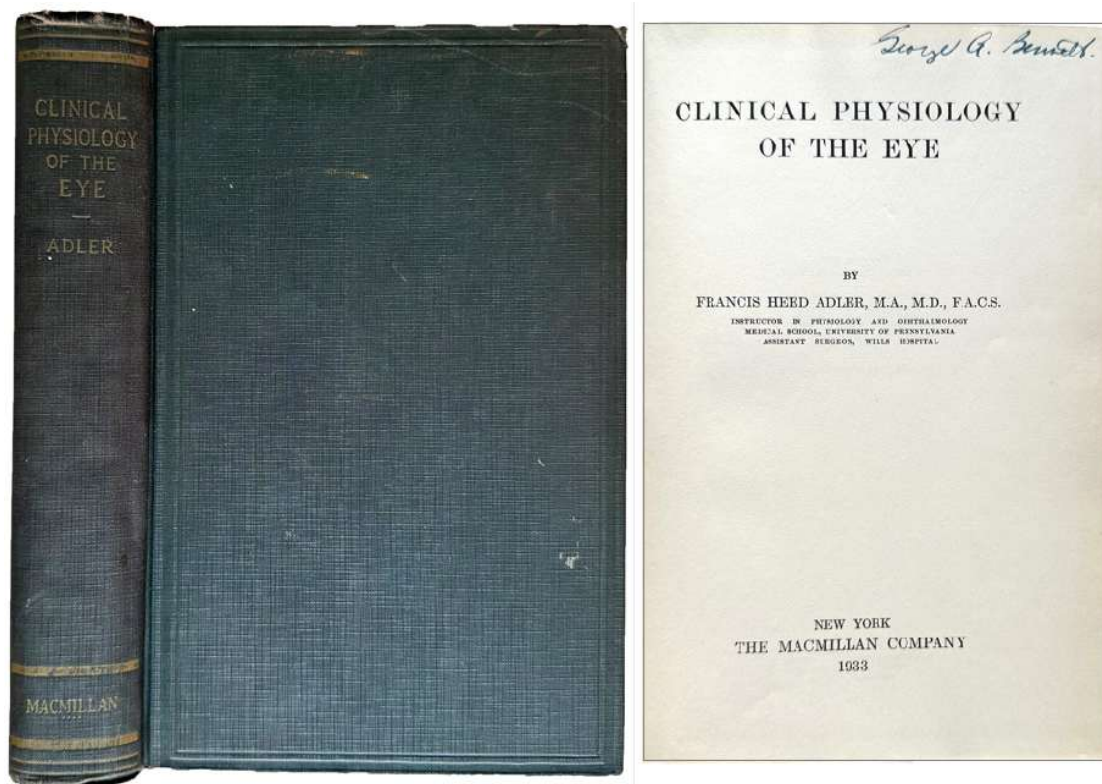 CLINICAL
PHYSIOLOGY
OF THE
EYE
ADLER
MACMILLAN
George A. Bennett.
CLINICAL PHYSIOLOGY
OF THE EYE
BY
FRANCIS HEED ADLER, M.A., M.D., F.A.C.S.
INSTRUCTOR IN PHYSIOLOGY AND OPHTHALMOLOGY
MEDICAL SCHOOL, UNIVERSITY OF PENNSYLVANIA
ASSISTANT SURGEON, WILLS HOSPITAL
NEW YORK
THE MACMILLAN COMPANY
1933